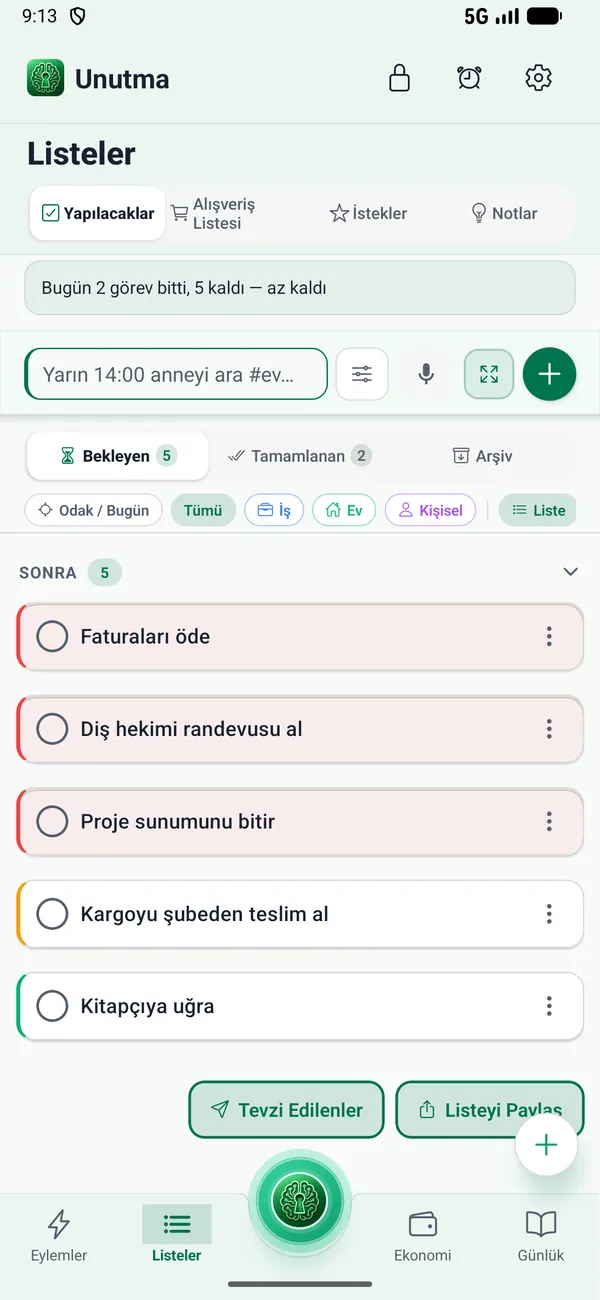 9:13
5G
Unutma
Listeler
Yapılacaklar
Alışveriş
Listesi
İstekler
Notlar
Bugün 2 görev bitti, 5 kaldı — az kaldı
Yarın 14:00 anneyi ara #ev...
Bekleyen 5
Tamamlanan 2
Arşiv
Odak / Bugün
Tümü
İş
Ev
Kişisel
Liste
SONRA 5
Faturaları öde
Diş hekimi randevusu al
Proje sunumunu bitir
Kargoyu şubeden teslim al
Kitapçıya uğra
Tevzi Edilenler
Listeyi Paylaş
Eylemler
Listeler
Ekonomi
Günlük